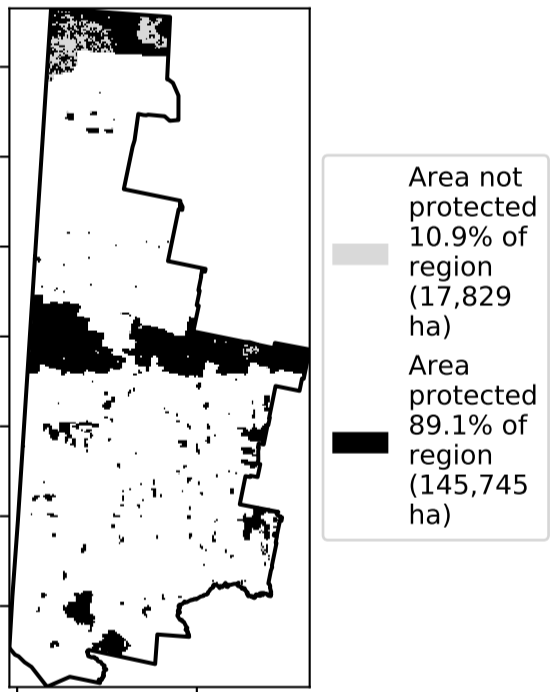 Area not
protected
10.9% of
region
(17,829
ha)
Area
protected
89.1% of
region
(145,745
ha)